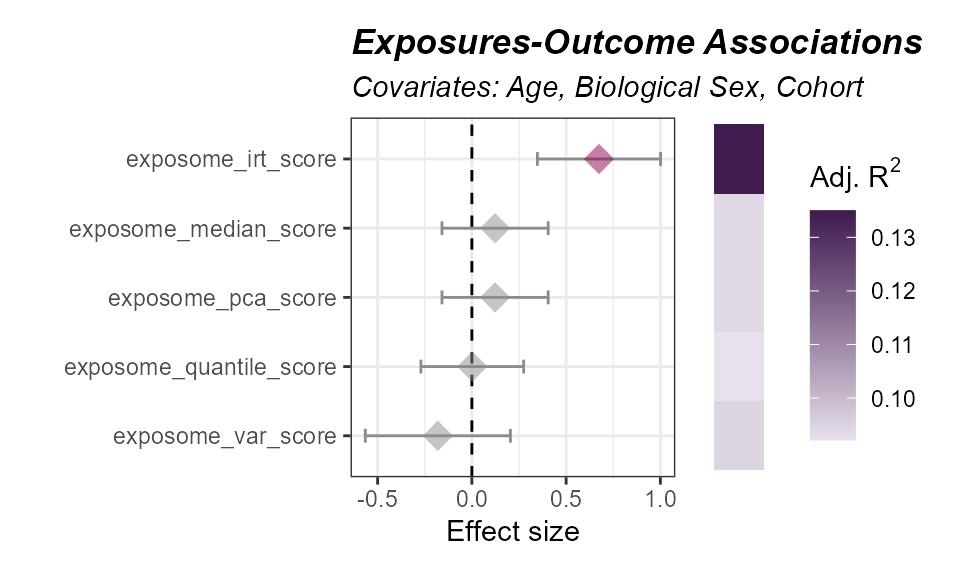 Exposures-Outcome Associations
Covariates: Age, Biological Sex, Cohort
exposome_irt_score
exposome_median_score
exposome_pca_score
exposome_quantile_score
exposome_var_score
-0.5 0.0 0.5 1.0
Effect size
Adj. R²
0.13
0.12
0.11
0.10